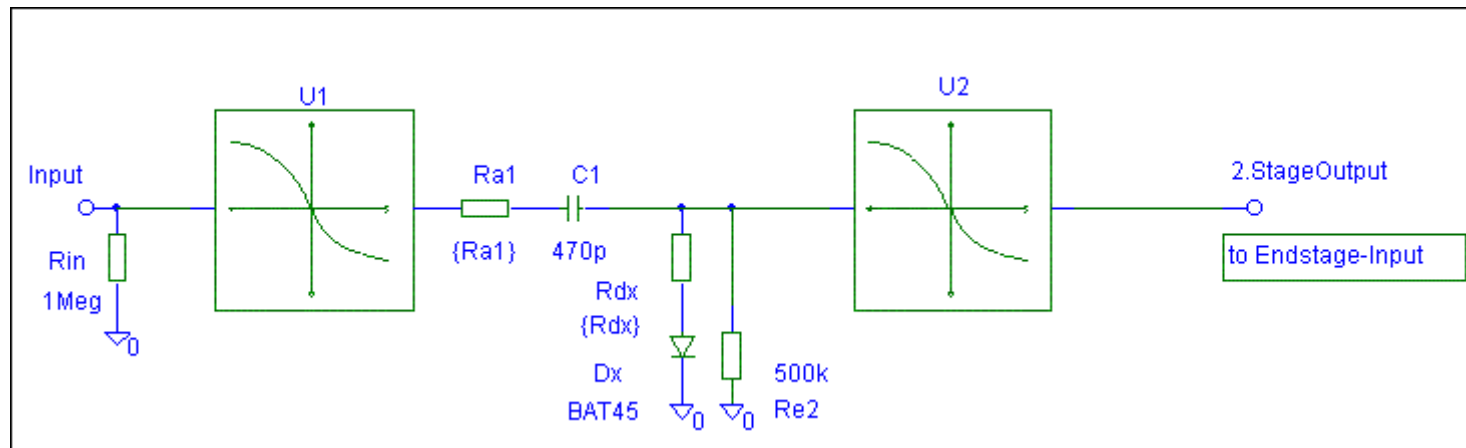 U1
U2
Input
Ra1
C1
2.StageOutput
{Ra1}
470p
to Endstage-Input
Rin
1Meg
Rdx
{Rdx}
0
Dx
500k
BAT45
0
0
Re2